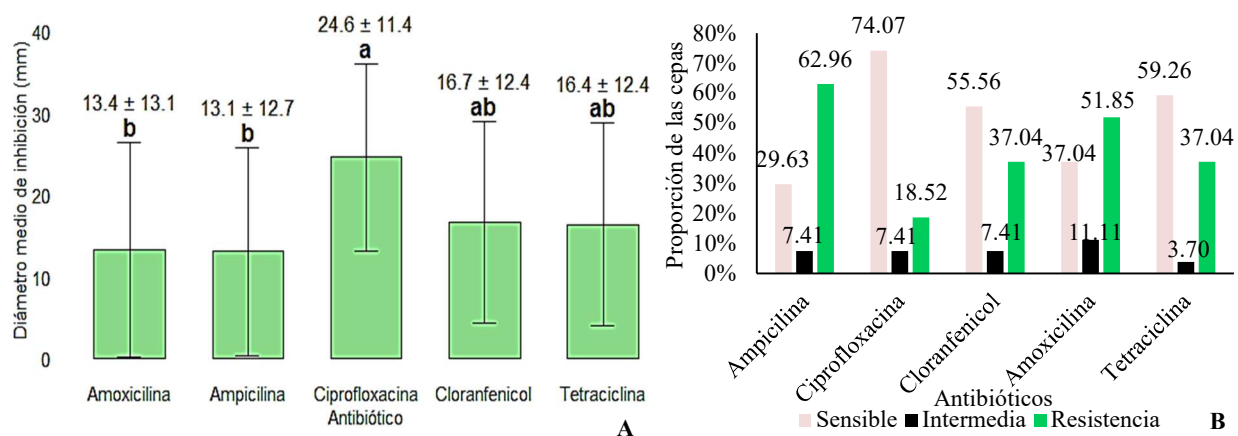 Diámetro medio de inhibición (mm)
40
30
20
10
0
13.4 ± 13.1
b
13.1 ± 12.7
b
24.6 ± 11.4
a
16.7 ± 12.4
ab
16.4 ± 12.4
ab
Amoxicilina
Ampicilina
Ciprofloxacina
Cloranfenicol
Tetraciclina
Antibiótico
A
Proporción de las cepas
80%
70%
60%
50%
40%
30%
20%
10%
0%
29.63
7.41
62.96
74.07
7.41
18.52
55.56
7.41
37.04
37.04
11.11
51.85
59.26
3.70
37.04
Ampicilina
Ciprofloxacina
Cloranfenicol
Amoxicilina
Tetraciclina
Antibióticos
Sensible Intermedia Resistencia
B